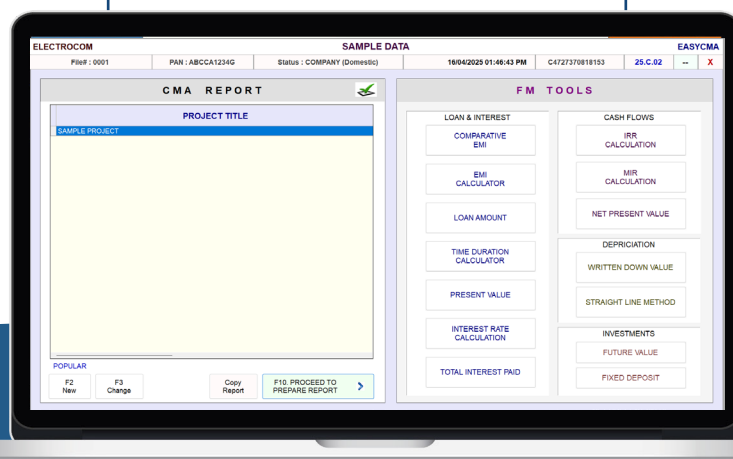 ELECTROCOM SAMPLE DATA EASYCMA
File# : 0001 PAN : ABCCA1234G Status : COMPANY (Domestic) 16/04/2025 01:46:43 PM C4727370818153 25.C.02 -- X
CMA REPORT
PROJECT TITLE
SAMPLE PROJECT
POPULAR
F2
New
F3
Change
Copy
Report
F10. PROCEED TO
PREPARE REPORT >
FM TOOLS
LOAN & INTEREST
COMPARATIVE
EMI
EMI
CALCULATOR
LOAN AMOUNT
TIME DURATION
CALCULATOR
PRESENT VALUE
INTEREST RATE
CALCULATION
TOTAL INTEREST PAID
CASH FLOWS
IRR
CALCULATION
MIR
CALCULATION
NET PRESENT VALUE
DEPRICIATION
WRITTEN DOWN VALUE
STRAIGHT LINE METHOD
INVESTMENTS
FUTURE VALUE
FIXED DEPOSIT